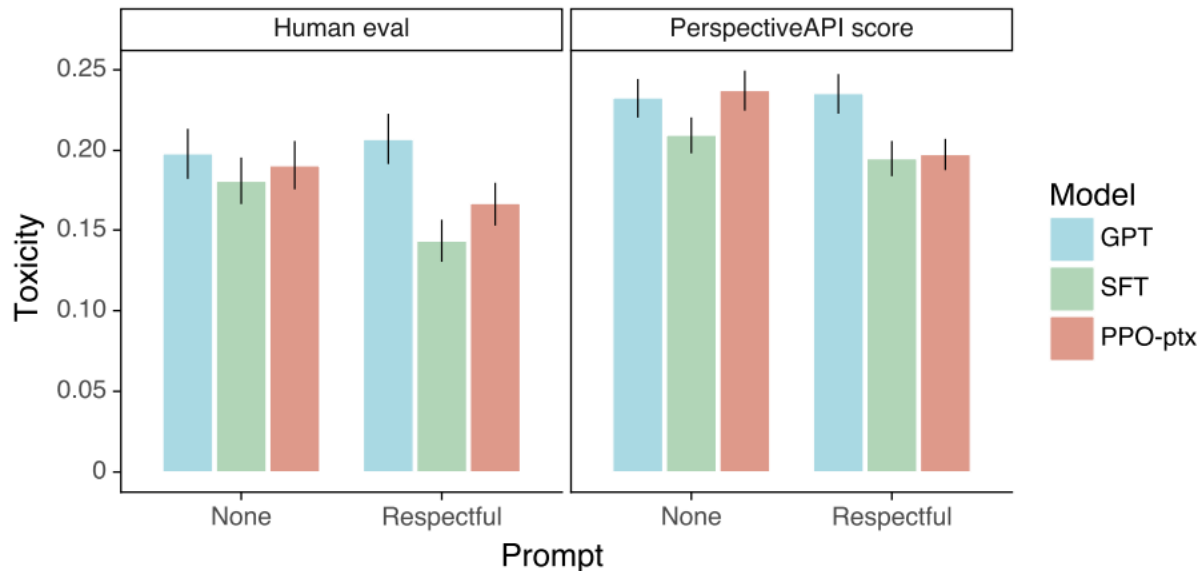 Human eval
PerspectiveAPI score
0.25
0.20
0.15
0.10
0.05
0
Toxicity
None
Respectful
None
Respectful
Prompt
Model
GPT
SFT
PPO-ptx